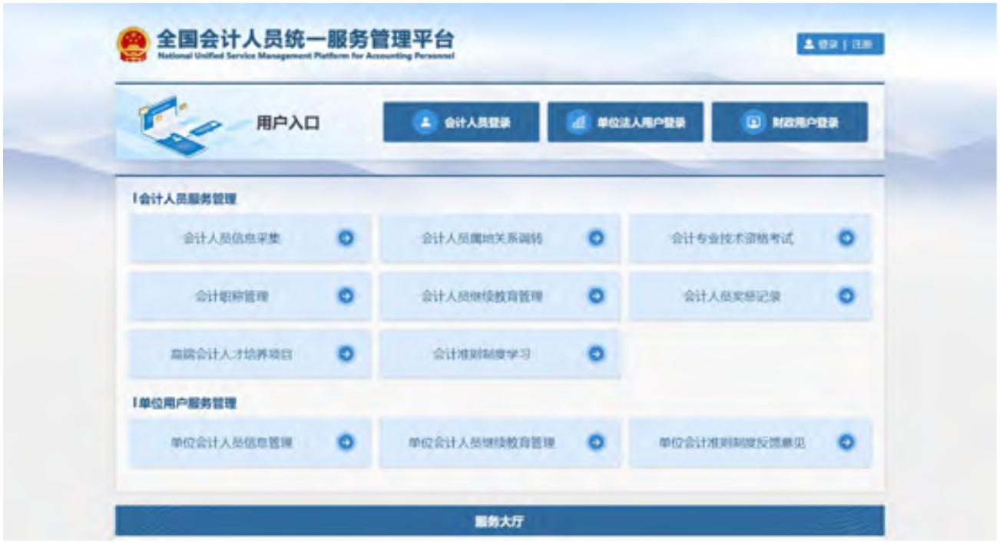 全国会计人员统一服务管理平台
National Unified Service Management Platform for Accounting Personnel
登录 | 注册
用户入口
会计人员登录
单位法人用户登录
财政用户登录
会计人员服务管理
会计人员信息采集
会计人员属地关系调转
会计专业技术资格考试
会计职称管理
会计人员继续教育管理
会计人员奖惩记录
高端会计人才培养项目
会计准则制度学习
单位用户服务管理
单位会计人员信息管理
单位会计人员继续教育管理
单位会计准则制度反馈意见
服务大厅